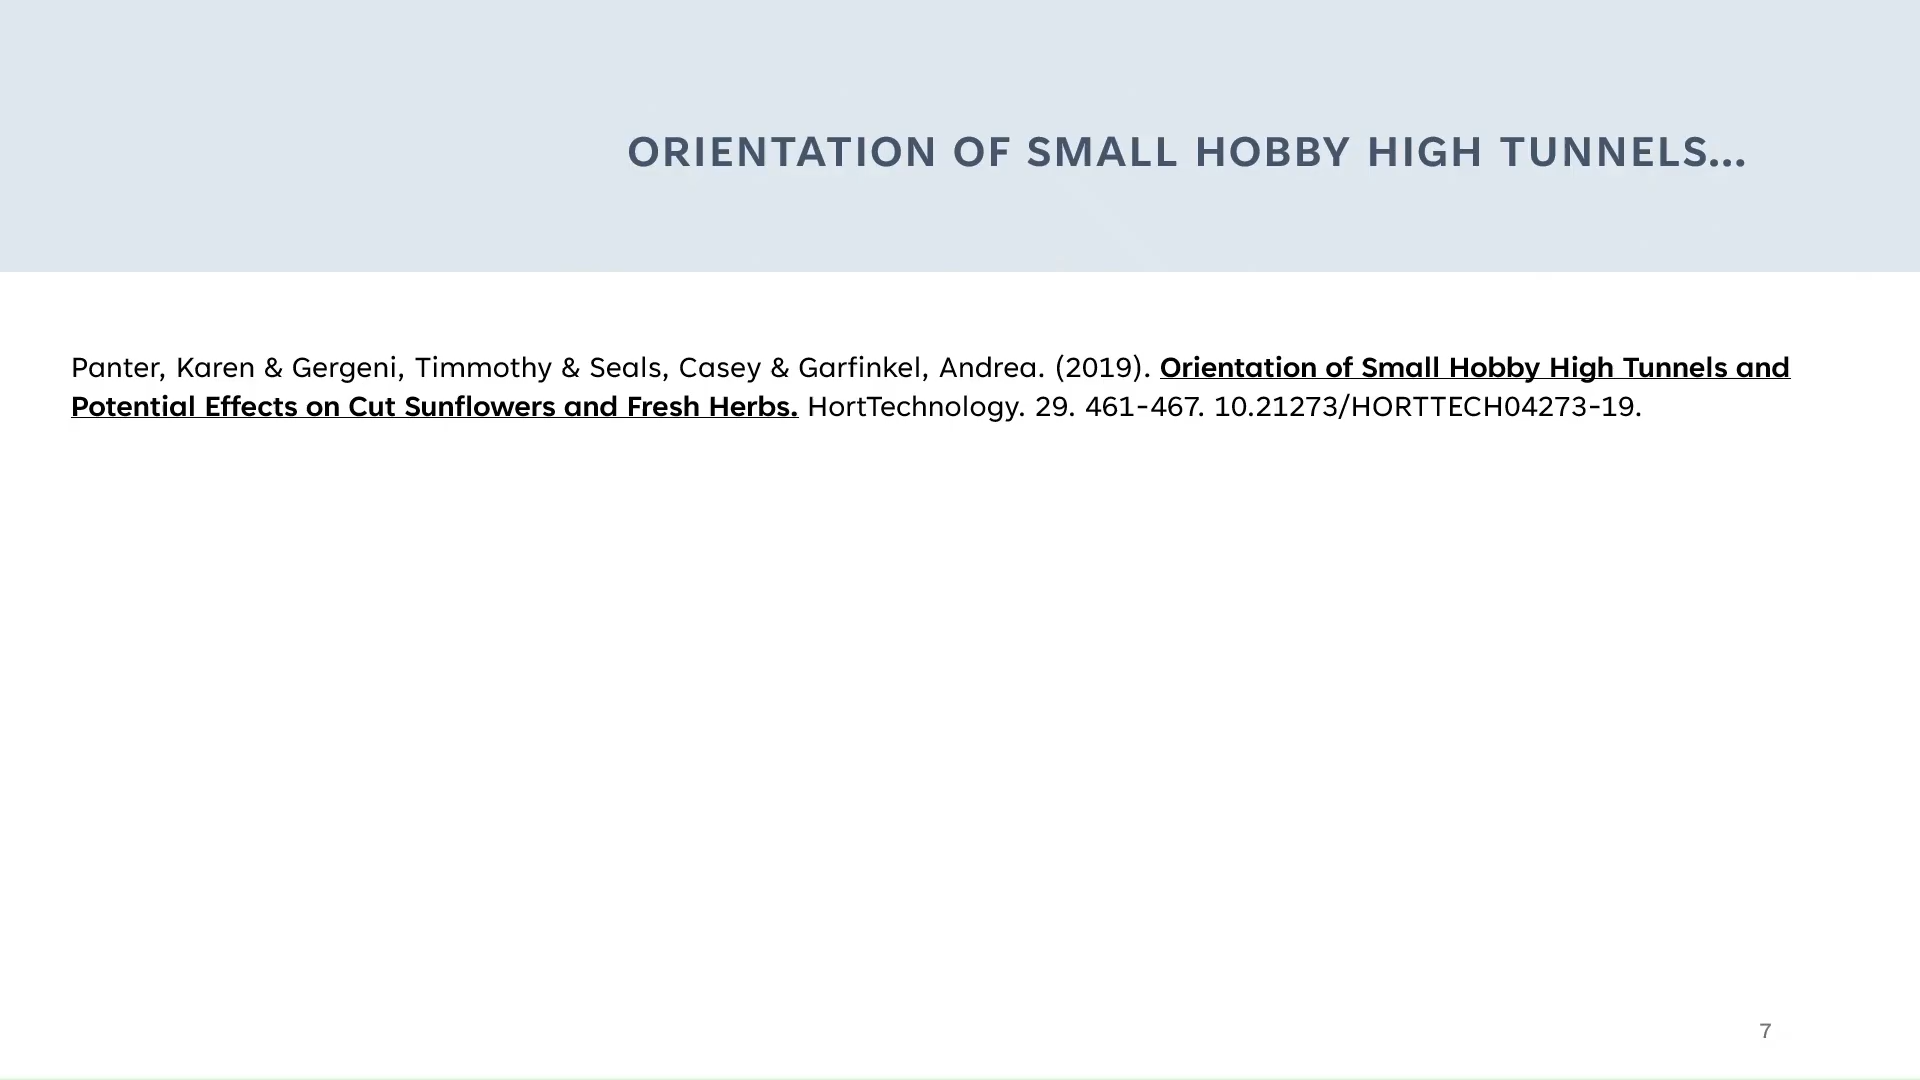 ORIENTATION OF SMALL HOBBY HIGH TUNNELS...
Panter, Karen & Gergeni, Timmothy & Seals, Casey & Garfinkel, Andrea. (2019). Orientation of Small Hobby High Tunnels and
Potential Effects on Cut Sunflowers and Fresh Herbs. HortTechnology. 29. 461-467. 10.21273/HORTTECH04273-19.
7